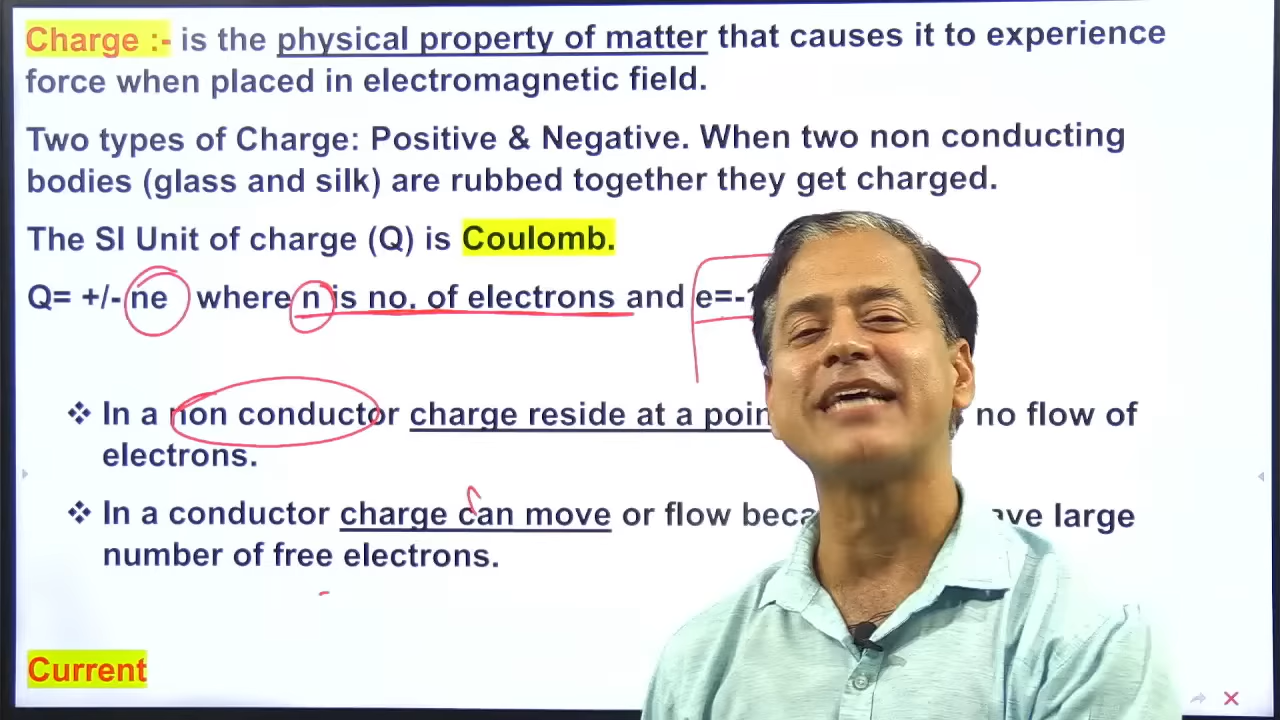 Charge :- is the physical property of matter that causes it to experience
force when placed in electromagnetic field.
Two types of Charge: Positive & Negative. When two non conducting
bodies (glass and silk) are rubbed together they get charged.
The SI Unit of charge (Q) is Coulomb.
Q= +/- ne where n is no. of electrons and e=-
❖ In a non conductor charge reside at a no flow of
electrons.
❖ In a conductor charge can move or flow large
number of free electrons.
Current